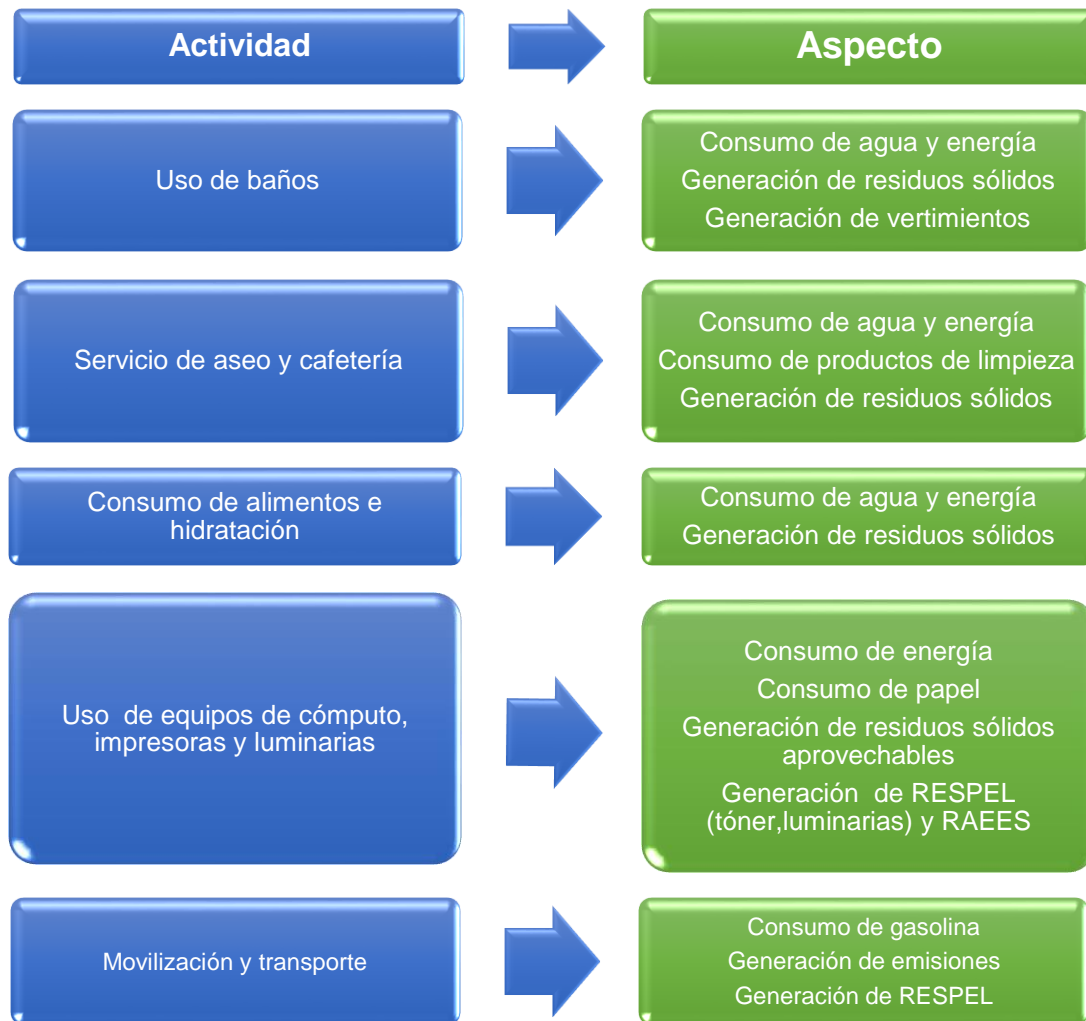 Actividad
Aspecto
Uso de baños
Consumo de agua y energía
Generación de residuos sólidos
Generación de vertimientos
Servicio de aseo y cafetería
Consumo de agua y energía
Consumo de productos de limpieza
Generación de residuos sólidos
Consumo de alimentos e
hidratación
Consumo de agua y energía
Generación de residuos sólidos
Uso  de equipos de cómputo,
impresoras y luminarias
Consumo de energía
Consumo de papel
Generación de residuos sólidos
aprovechables
Generación  de RESPEL
(tóner,luminarias) y RAEES
Movilización y transporte
Consumo de gasolina
Generación de emisiones
Generación de RESPEL